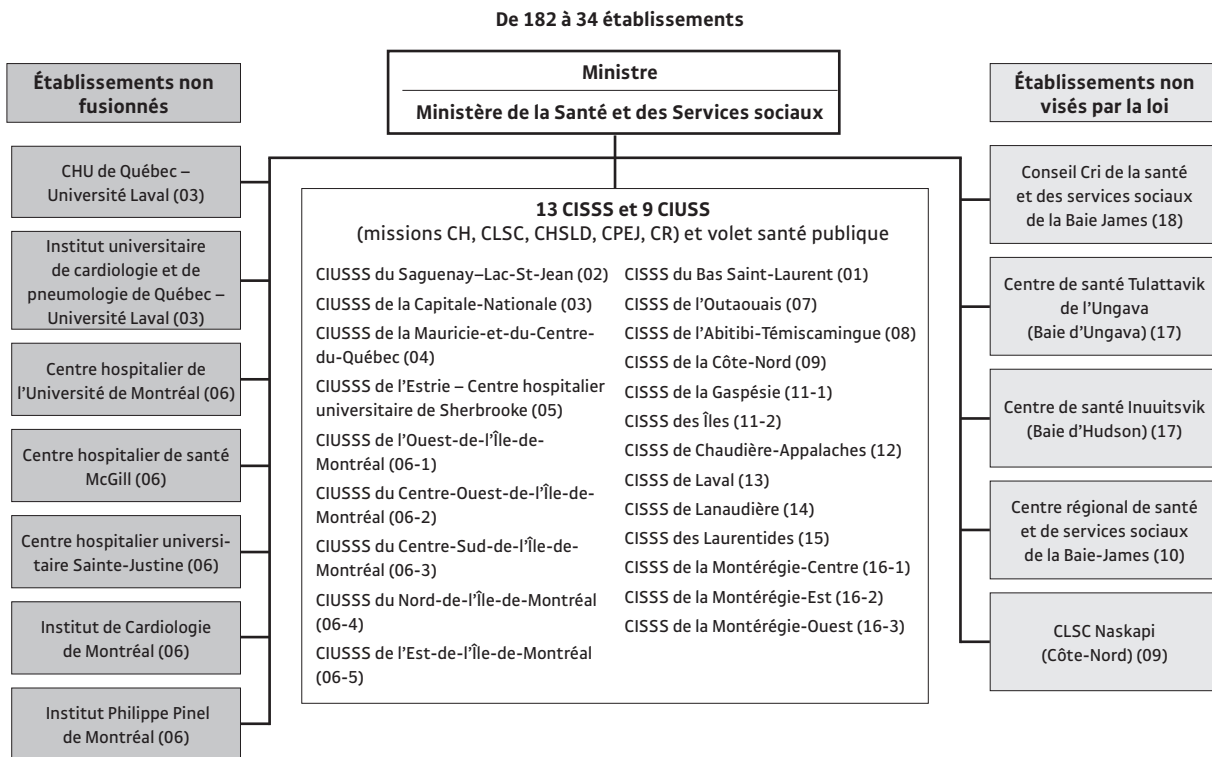 De 182 à 34 établissements
Ministre
Ministère de la Santé et des Services sociaux
Établissements non
fusionnés
CHU de Québec –
Université Laval (03)
Institut universitaire
de cardiologie et de
pneumologie de Québec –
Université Laval (03)
Centre hospitalier de
l'Université de Montréal (06)
Centre hospitalier de santé
McGill (06)
Centre hospitalier universi-
taire Sainte-Justine (06)
Institut de Cardiologie
de Montréal (06)
Institut Philippe Pinel
de Montréal (06)
13 CISSS et 9 CIUSS
(missions CH, CLSC, CHSLD, CPEJ, CR) et volet santé publique
CIUSSS du Saguenay–Lac-St-Jean (02)
CIUSSS de la Capitale-Nationale (03)
CIUSSS de la Mauricie-et-du-Centre-
du-Québec (04)
CIUSSS de l'Estrie – Centre hospitalier
universitaire de Sherbrooke (05)
CIUSSS de l'Ouest-de-l'Île-de-
Montréal (06-1)
CIUSSS du Centre-Ouest-de-l'Île-de-
Montréal (06-2)
CIUSSS du Centre-Sud-de-l'Île-de-
Montréal (06-3)
CIUSSS du Nord-de-l'Île-de-Montréal
(06-4)
CIUSSS de l'Est-de-l'Île-de-Montréal
(06-5)
CISSS du Bas Saint-Laurent (01)
CISSS de l'Outaouais (07)
CISSS de l'Abitibi-Témiscamingue (08)
CISSS de la Côte-Nord (09)
CISSS de la Gaspésie (11-1)
CISSS des Îles (11-2)
CISSS de Chaudière-Appalaches (12)
CISSS de Laval (13)
CISSS de Lanaudière (14)
CISSS des Laurentides (15)
CISSS de la Montérégie-Centre (16-1)
CISSS de la Montérégie-Est (16-2)
CISSS de la Montérégie-Ouest (16-3)
Établissements non
visés par la loi
Conseil Cri de la santé
et des services sociaux
de la Baie James (18)
Centre de santé Tulattavik
de l'Ungava
(Baie d'Ungava) (17)
Centre de santé Inuuitsvik
(Baie d'Hudson) (17)
Centre régional de santé
et de services sociaux
de la Baie-James (10)
CLSC Naskapi
(Côte-Nord) (09)